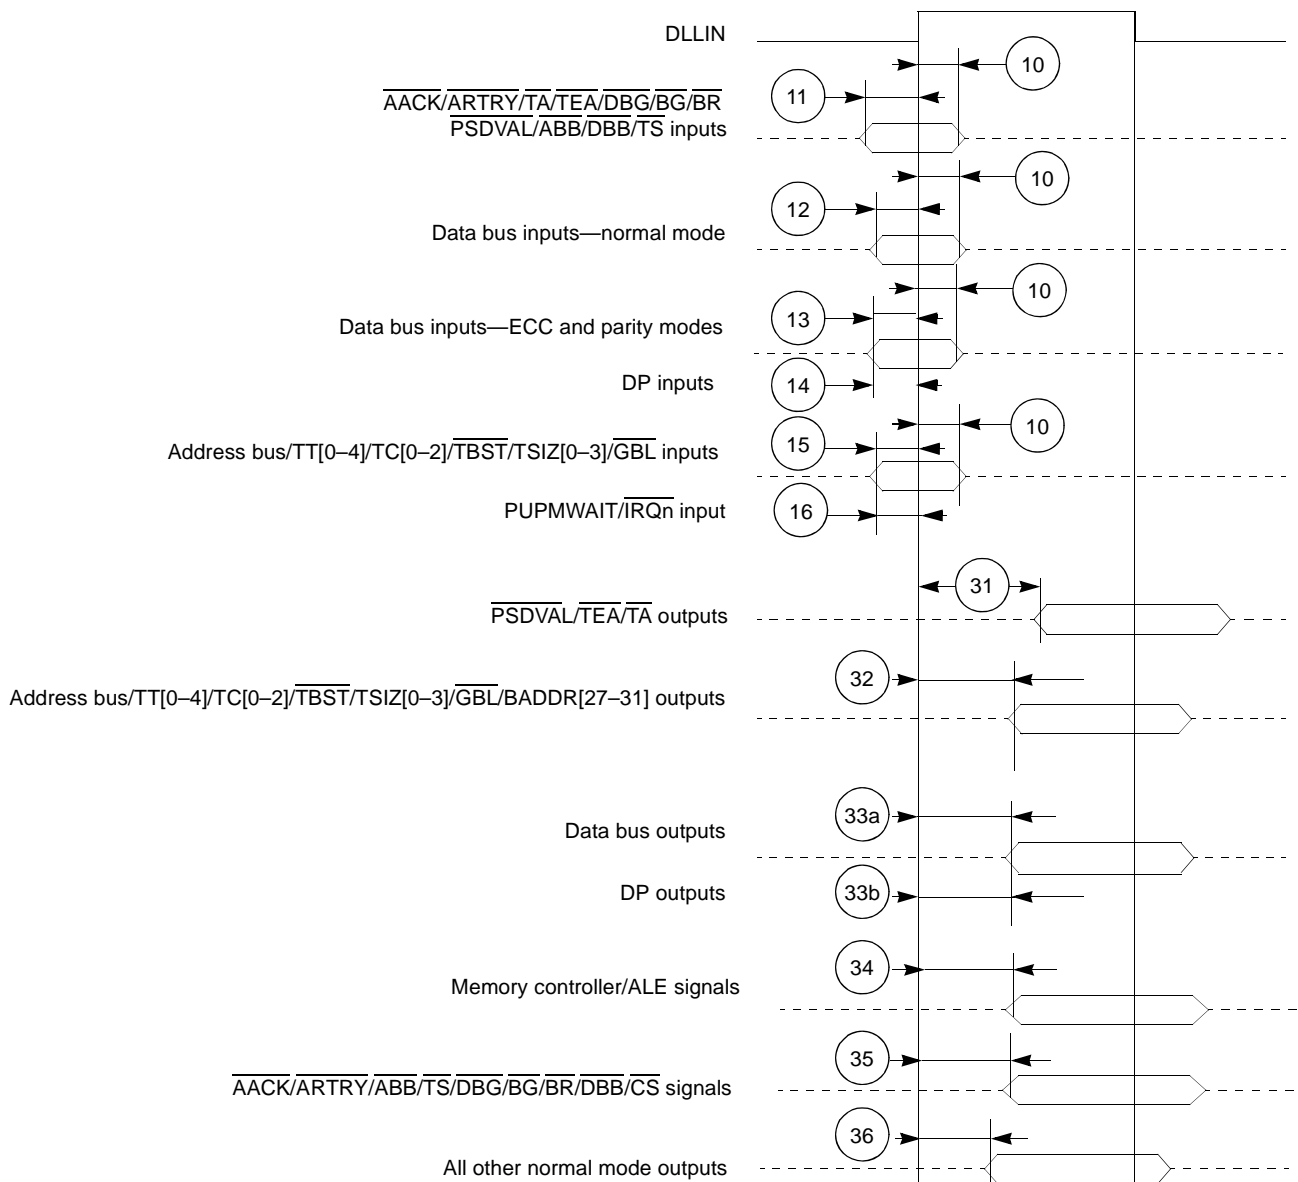 DLLIN
10
11
AACK/ARTRY/TA/TEA/DBG/BG/BR
PSDVAL/ABB/DBB/TS inputs
10
12
Data bus inputs—normal mode
10
13
Data bus inputs—ECC and parity modes
DP inputs
14
10
15
Address bus/TT[0–4]/TC[0–2]/TBST/TSIZ[0–3]/GBL inputs
PUPMWAIT/IRQn input
16
31
PSDVAL/TEA/TA outputs
32
Address bus/TT[0–4]/TC[0–2]/TBST/TSIZ[0–3]/GBL/BADDR[27–31] outputs
33a
Data bus outputs
DP outputs
33b
34
Memory controller/ALE signals
35
AACK/ARTRY/ABB/TS/DBG/BG/BR/DBB/CS signals
36
All other normal mode outputs